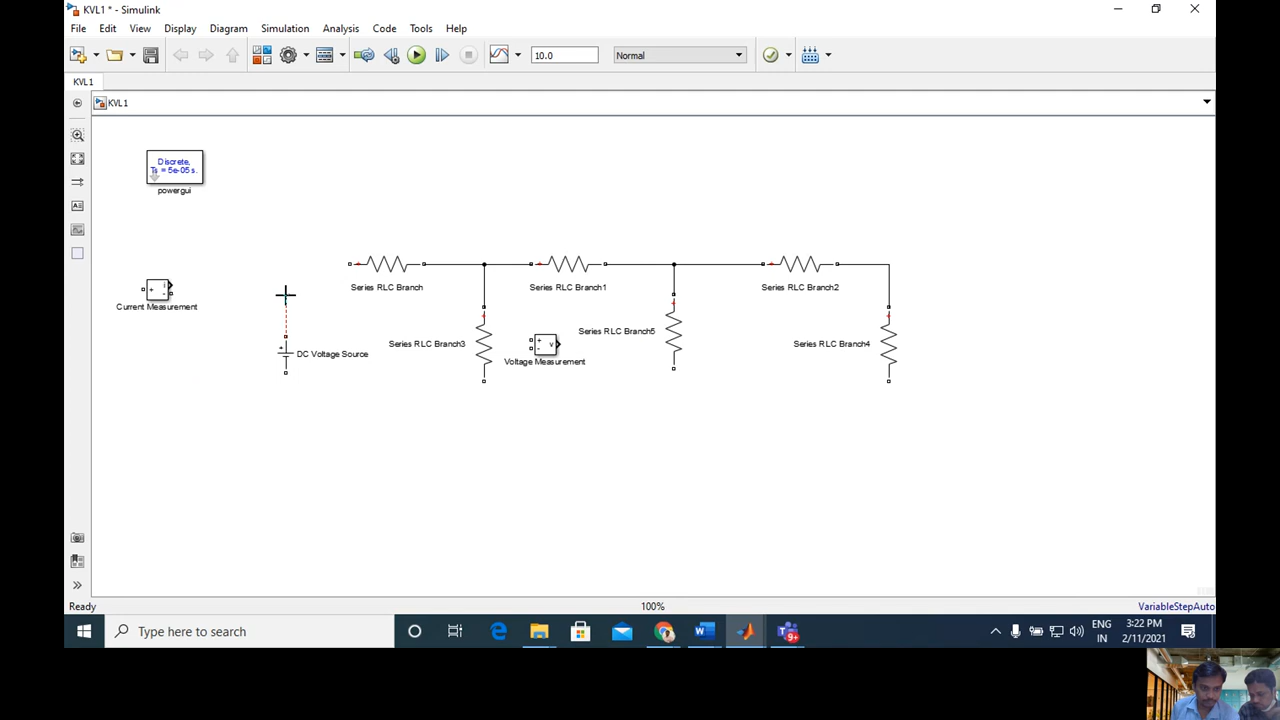 KVL1 * - Simulink
File Edit View Display Diagram Simulation Analysis Code Tools Help
10.0 Normal
KVL1
KVL1
Discrete,
Ts = 5e-05 s.
powergui
Series RLC Branch Series RLC Branch1 Series RLC Branch2
+ i -
Current Measurement
Series RLC Branch5
+ - v
Series RLC Branch3 Series RLC Branch4
+ DC Voltage Source
Voltage Measurement
Ready 100% VariableStepAuto
Type here to search
9+
ENG
IN
3:22 PM
2/11/2021